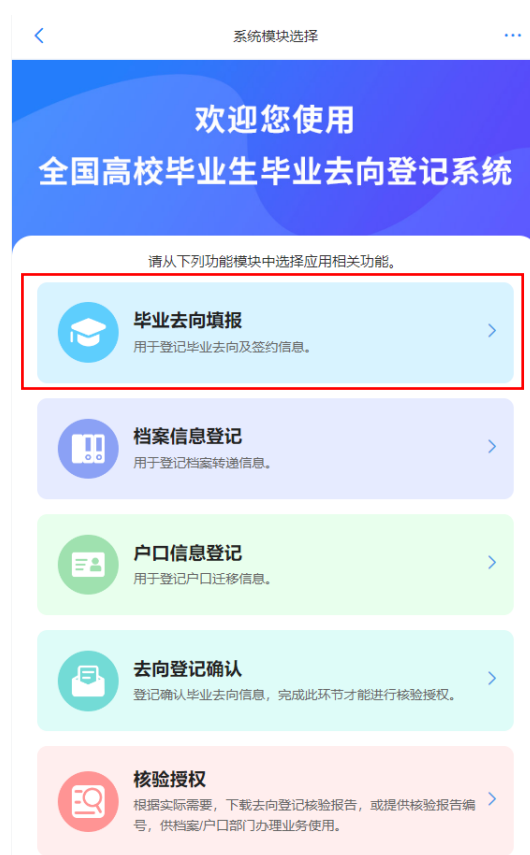 系统模块选择
欢迎您使用
全国高校毕业生毕业去向登记系统
请从下列功能模块中选择应用相关功能。
毕业去向填报
用于登记毕业去向及签约信息。
档案信息登记
用于登记档案转递信息。
户口信息登记
用于登记户口迁移信息。
去向登记确认
登记确认毕业去向信息，完成此环节才能进行核验授权。
核验授权
根据实际需要，下载去向登记核验报告，或提供核验报告编
号，供档案/户口部门办理业务使用。